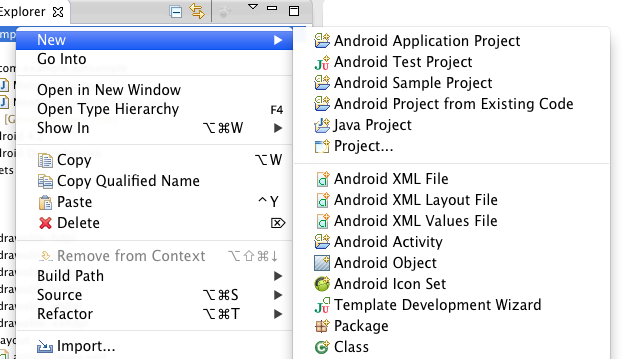 Explorer
New
Go Into
Open in New Window
Open Type Hierarchy F4
Show In ⌥⌘W
Copy ⌥W
Copy Qualified Name
Paste ^Y
Delete ⌦
Remove from Context ⌥⇧⌘↓
Build Path
Source ⌥⌘S
Refactor ⌥⌘T
Import...
Android Application Project
Android Test Project
Android Sample Project
Android Project from Existing Code
Java Project
Project...
Android XML File
Android XML Layout File
Android XML Values File
Android Activity
Android Object
Android Icon Set
Template Development Wizard
Package
Class